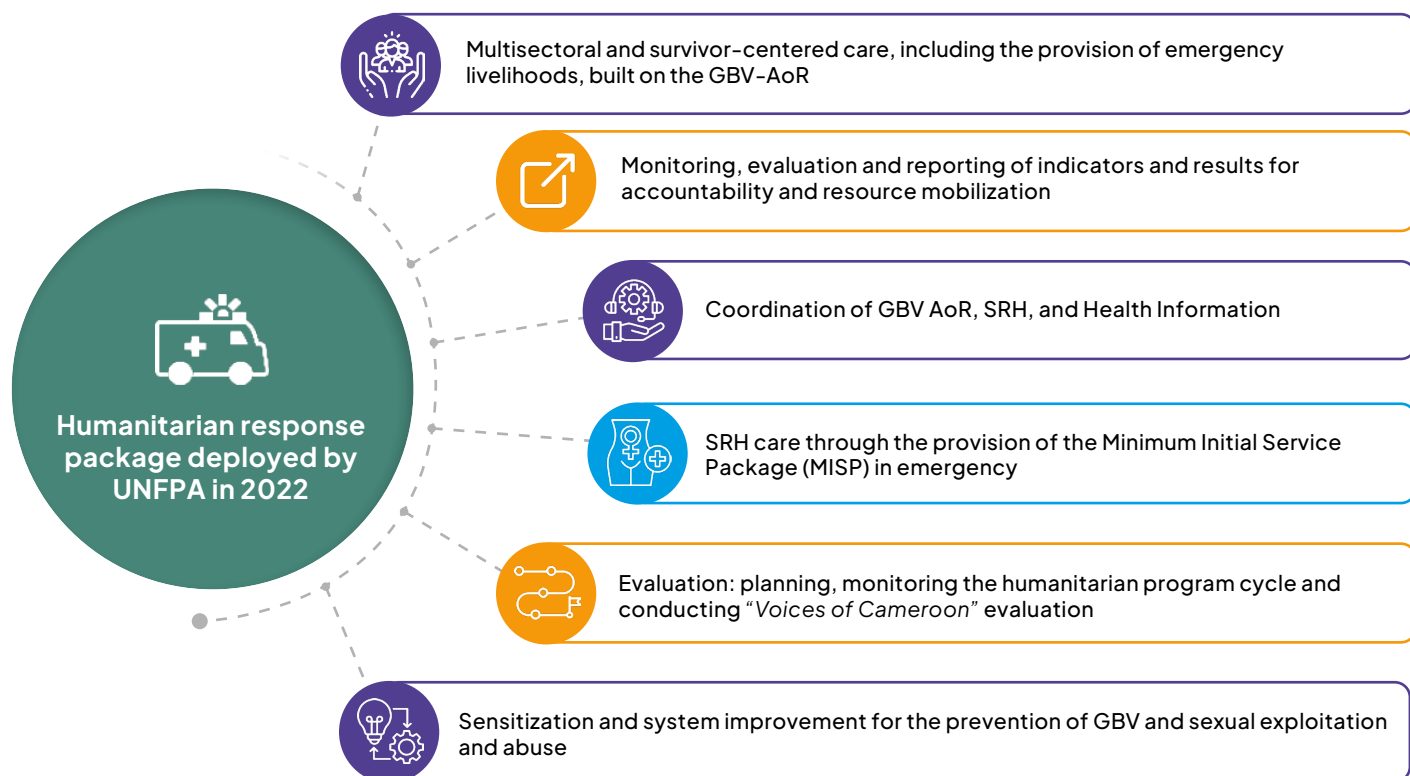 Multisectoral and survivor-centered care, including the provision of emergency
livelihoods, built on the GBV-AoR
Monitoring, evaluation and reporting of indicators and results for
accountability and resource mobilization
Coordination of GBV AoR, SRH, and Health Information
Humanitarian response
package deployed by
UNFPA in 2022
SRH care through the provision of the Minimum Initial Service
Package (MISP) in emergency
Evaluation: planning, monitoring the humanitarian program cycle and
conducting “Voices of Cameroon” evaluation
Sensitization and system improvement for the prevention of GBV and sexual exploitation
and abuse